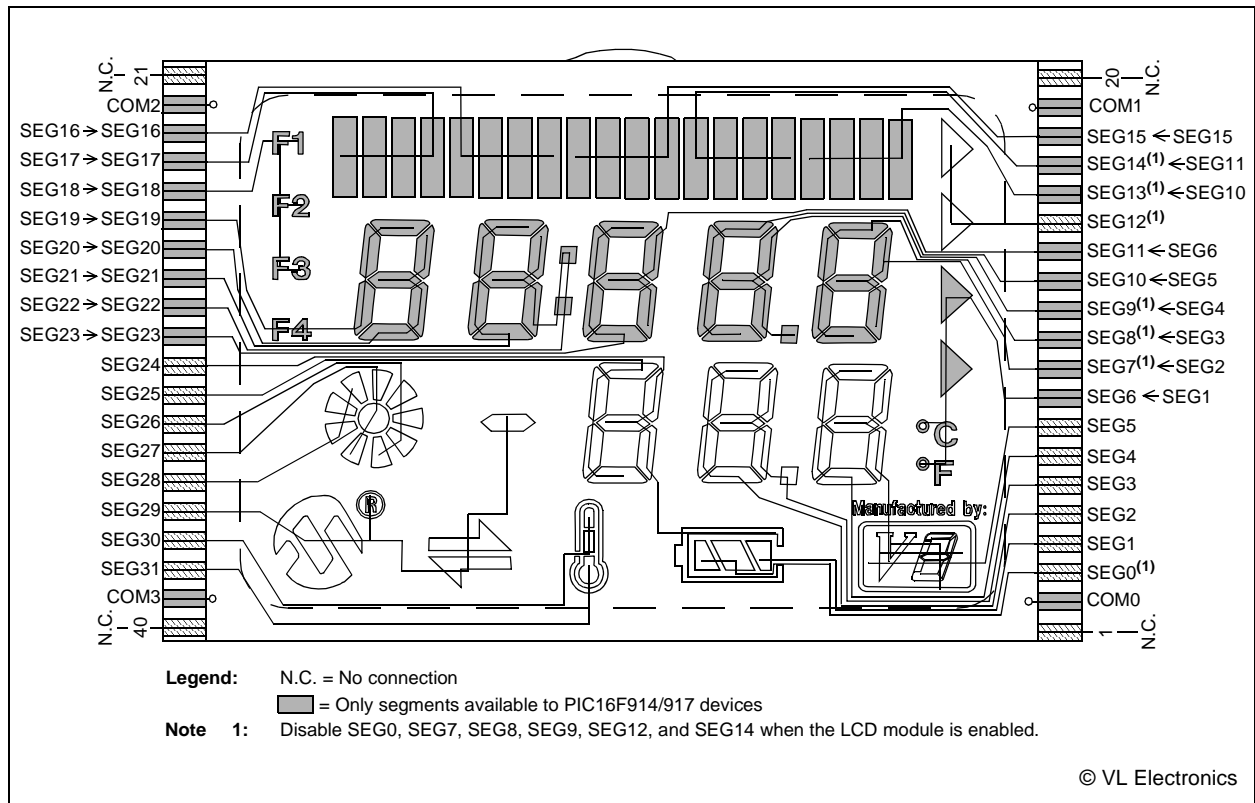 N.C.
21
COM2
SEG16→SEG16
SEG17→SEG17
SEG18→SEG18
SEG19→SEG19
SEG20→SEG20
SEG21→SEG21
SEG22→SEG22
SEG23→SEG23
SEG24
SEG25
SEG26
SEG27
SEG28
SEG29
SEG30
SEG31
COM3
N.C.
40
F1
F2
F3
F4
®
°C
°F
Manufactured by:
20
N.C.
COM1
SEG15 ←SEG15
SEG14(1) ←SEG11
SEG13(1) ←SEG10
SEG12(1)
SEG11 ←SEG6
SEG10 ←SEG5
SEG9(1) ←SEG4
SEG8(1) ←SEG3
SEG7(1) ←SEG2
SEG6 ←SEG1
SEG5
SEG4
SEG3
SEG2
SEG1
SEG0(1)
COM0
1
N.C.
Legend: N.C. = No connection
= Only segments available to PIC16F914/917 devices
Note 1: Disable SEG0, SEG7, SEG8, SEG9, SEG12, and SEG14 when the LCD module is enabled.
© VL Electronics